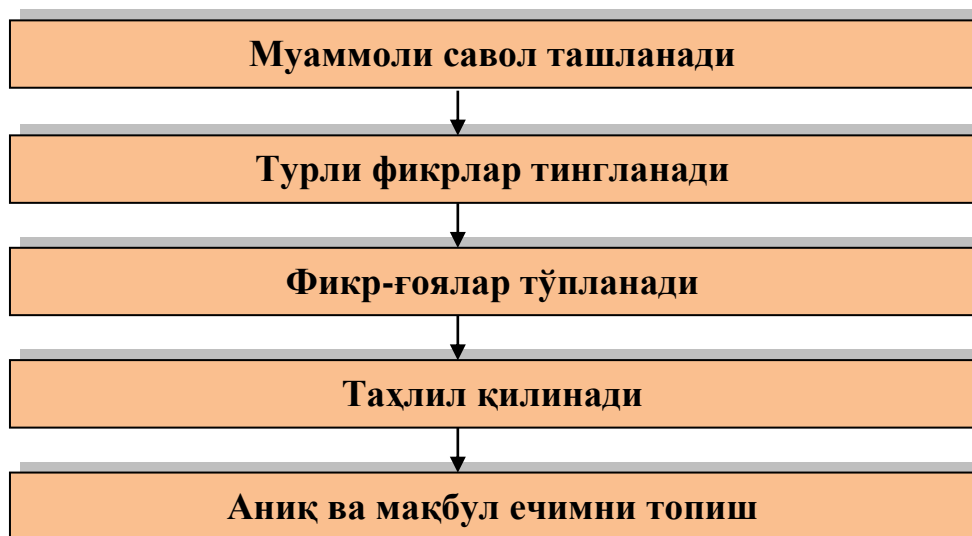 Муаммоли савол ташланади
Турли фикрлар тингланади
Фикр-ғоялар тўпланади
Таҳлил қилинади
Аниқ ва мақбул ечимни топиш